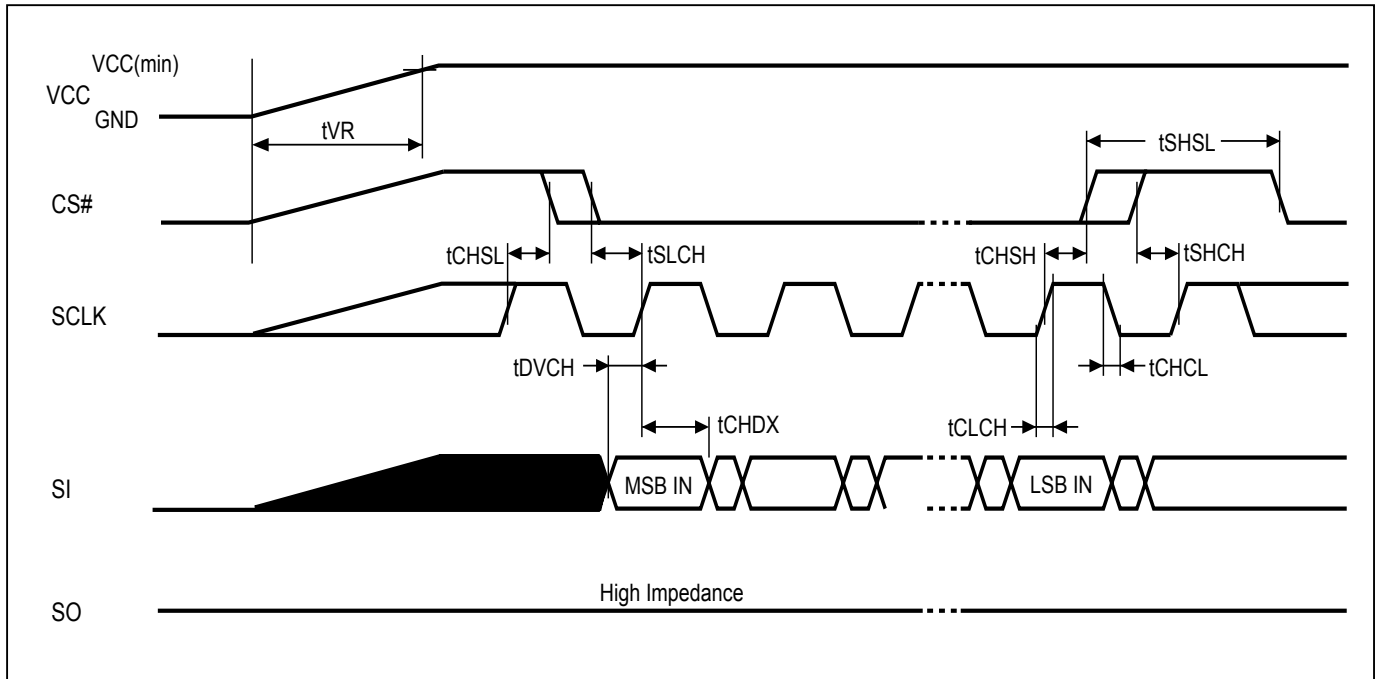 VCC(min)
VCC
GND
tVR
tSHSL
CS#
tCHSL
tSLCH
tCHSH
tSHCH
SCLK
tDVCH
tCHCL
tCHDX
tCLCH
SI
MSB IN
LSB IN
High Impedance
SO